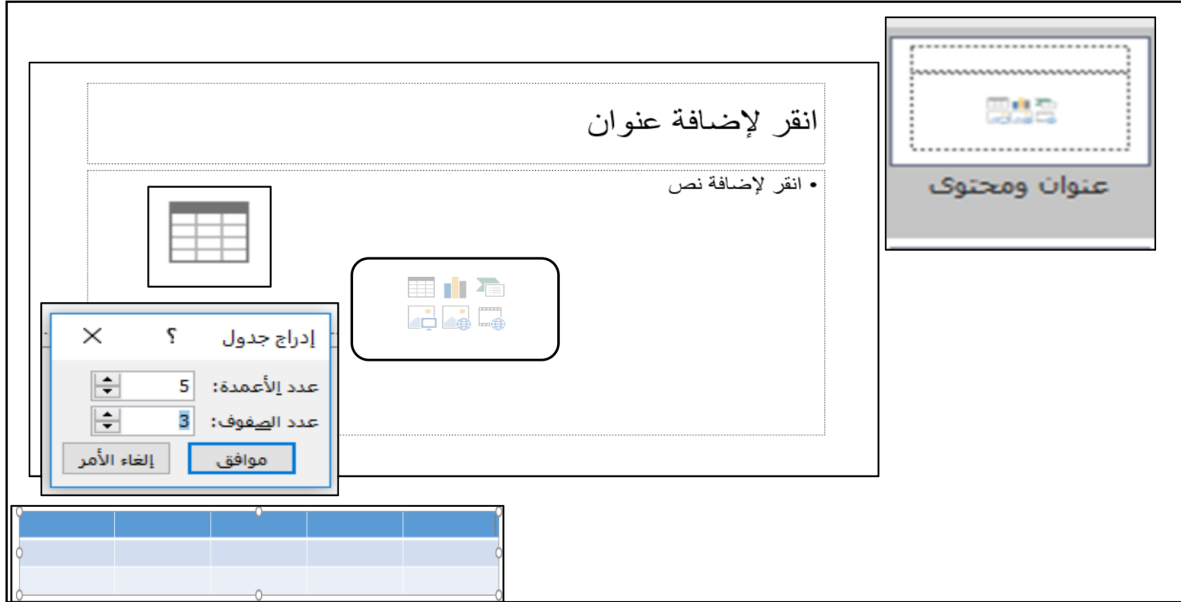 عنوان ومحتوى
انقر لإضافة عنوان
• انقر لإضافة نص
إدراج جدول ؟ ×
عدد الأعمدة: 5
عدد الصفوف: 3
موافق إلغاء الأمر